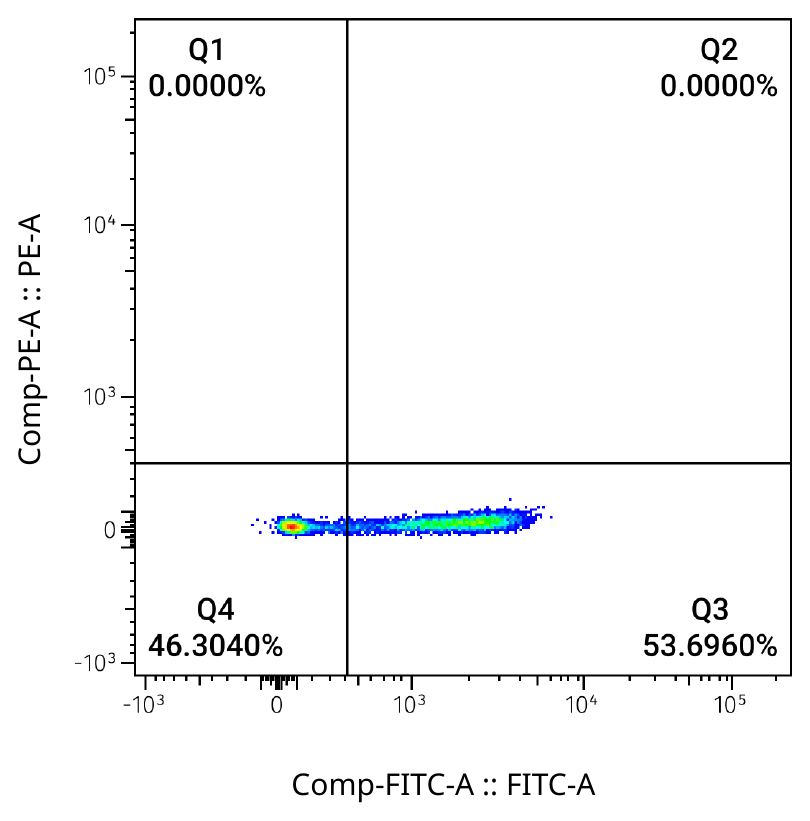 Q1
0.0000%
Q2
0.0000%
10⁵
10⁴
10³
0
-10³
Comp-PE-A :: PE-A
Q4
46.3040%
Q3
53.6960%
-10³ 0 10³ 10⁴ 10⁵
Comp-FITC-A :: FITC-A